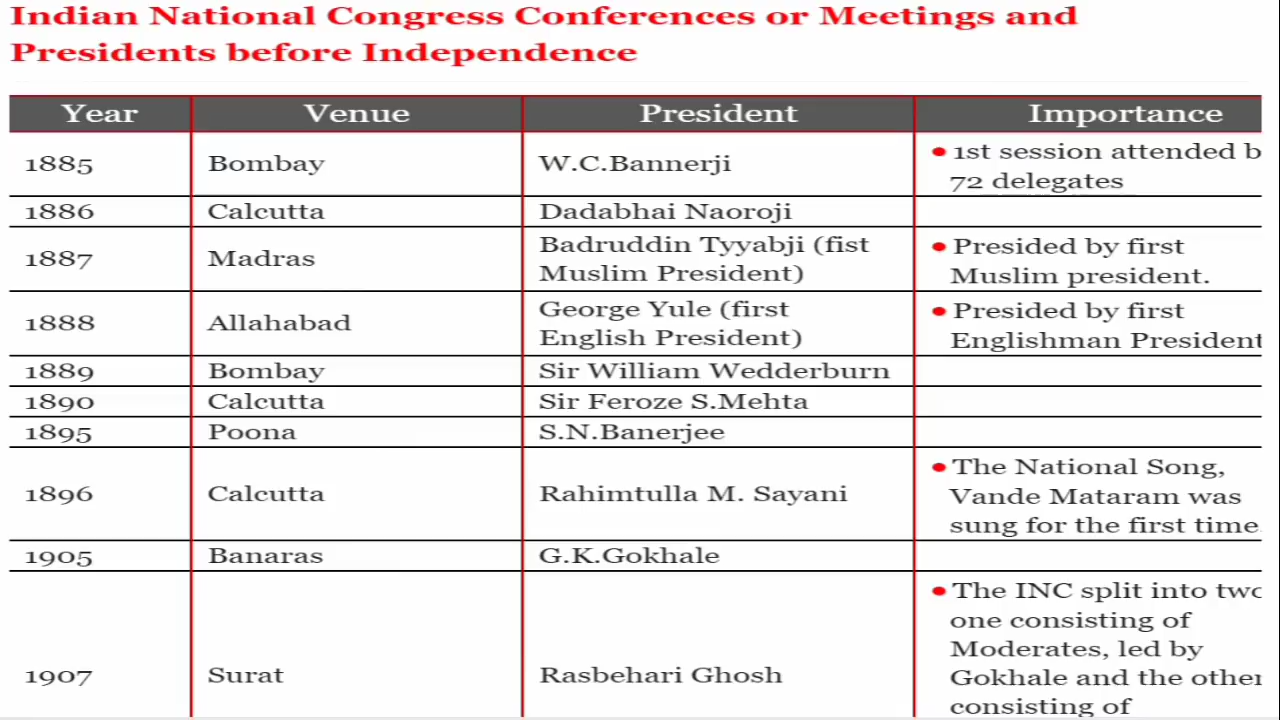 Indian National Congress Conferences or Meetings and
Presidents before Independence
Year Venue President Importance
1885 Bombay W.C.Bannerji • 1st session attended b
72 delegates
1886 Calcutta Dadabhai Naoroji
1887 Madras Badruddin Tyyabji (fist
Muslim President) • Presided by first
Muslim president.
1888 Allahabad George Yule (first
English President) • Presided by first
Englishman President
1889 Bombay Sir William Wedderburn
1890 Calcutta Sir Feroze S.Mehta
1895 Poona S.N.Banerjee
1896 Calcutta Rahimtulla M. Sayani • The National Song,
Vande Mataram was
sung for the first time.
1905 Banaras G.K.Gokhale
1907 Surat Rasbehari Ghosh • The INC split into two
one consisting of
Moderates, led by
Gokhale and the other
consisting of